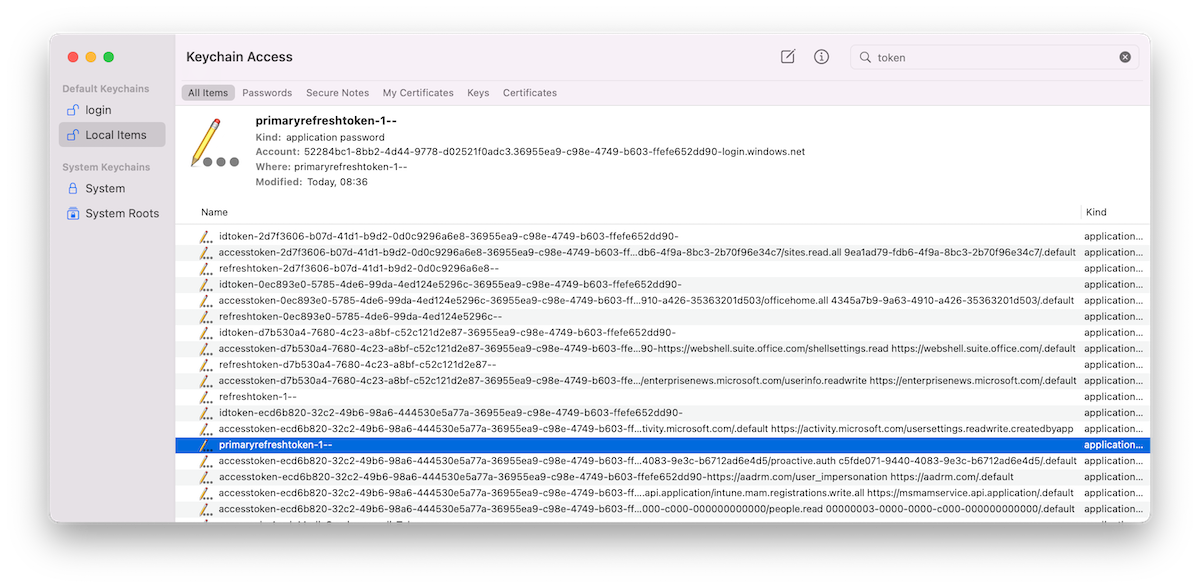 Keychain Access
token
Default Keychains
login
Local Items
System Keychains
System
System Roots
All Items Passwords Secure Notes My Certificates Keys Certificates
primaryrefreshtoken-1--
Kind: application password
Account: 52284bc1-8bb2-4d44-9778-d02521f0adc3.36955ea9-c98e-4749-b603-ffefe652dd90-login.windows.net
Where: primaryrefreshtoken-1--
Modified: Today, 08:36
Name Kind
idtoken-2d7f3606-b07d-41d1-b9d2-0d0c9296a6e8-36955ea9-c98e-4749-b603-ffefe652dd90- application...
accesstoken-2d7f3606-b07d-41d1-b9d2-0d0c9296a6e8-36955ea9-c98e-4749-b603-ff...db6-4f9a-8bc3-2b70f96e34c7/sites.read.all 9ea1ad79-fdb6-4f9a-8bc3-2b70f96e34c7/.default application...
refreshtoken-2d7f3606-b07d-41d1-b9d2-0d0c9296a6e8-- application...
idtoken-0ec893e0-5785-4de6-99da-4ed124e5296c-36955ea9-c98e-4749-b603-ffefe652dd90- application...
accesstoken-0ec893e0-5785-4de6-99da-4ed124e5296c-36955ea9-c98e-4749-b603-ff...910-a426-35363201d503/officehome.all 4345a7b9-9a63-4910-a426-35363201d503/.default application...
refreshtoken-0ec893e0-5785-4de6-99da-4ed124e5296c-- application...
idtoken-d7b530a4-7680-4c23-a8bf-c52c121d2e87-36955ea9-c98e-4749-b603-ffefe652dd90- application...
accesstoken-d7b530a4-7680-4c23-a8bf-c52c121d2e87-36955ea9-c98e-4749-b603-ffe...90-https://webshell.suite.office.com/shellsettings.read https://webshell.suite.office.com/.default application...
refreshtoken-d7b530a4-7680-4c23-a8bf-c52c121d2e87-- application...
accesstoken-d7b530a4-7680-4c23-a8bf-c52c121d2e87-36955ea9-c98e-4749-b603-ffe.../enterprisenews.microsoft.com/userinfo.readwrite https://enterprisenews.microsoft.com/.default application...
refreshtoken-1-- application...
idtoken-ecd6b820-32c2-49b6-98a6-444530e5a77a-36955ea9-c98e-4749-b603-ffefe652dd90- application...
accesstoken-ecd6b820-32c2-49b6-98a6-444530e5a77a-36955ea9-c98e-4749-b603-ff...tivity.microsoft.com/.default https://activity.microsoft.com/usersettings.readwrite.createdbyapp application...
primaryrefreshtoken-1-- application...
accesstoken-ecd6b820-32c2-49b6-98a6-444530e5a77a-36955ea9-c98e-4749-b603-ff...4083-9e3c-b6712ad6e4d5/proactive.auth c5fde071-9440-4083-9e3c-b6712ad6e4d5/.default application...
accesstoken-ecd6b820-32c2-49b6-98a6-444530e5a77a-36955ea9-c98e-4749-b603-ffefe652dd90-https://aadrm.com/user_impersonation https://aadrm.com/.default application...
accesstoken-ecd6b820-32c2-49b6-98a6-444530e5a77a-36955ea9-c98e-4749-b603-ff....api.application/intune.mam.registrations.write.all https://msmamservice.api.application/.default application...
accesstoken-ecd6b820-32c2-49b6-98a6-444530e5a77a-36955ea9-c98e-4749-b603-ff...000-c000-000000000000/people.read 00000003-0000-0000-c000-000000000000/.default application...